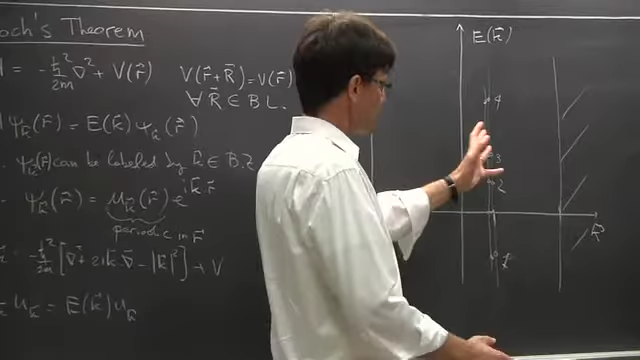 och's Theorem
H = -ħ²/2m ∇² + V(r⃗)
V(r⃗+R⃗) = V(r⃗)
∀ R⃗ ∈ B.L.
ψ_k⃗(r⃗) = E(k⃗) ψ_k⃗(r⃗)
ψ_k⃗(r⃗) can be labeled by k⃗ ∈ B.Z.
ψ_k⃗(r⃗) = u_k⃗(r⃗) e^{ik⃗·r⃗}
periodic in r⃗
-ħ²/2m [∇² + 2ik⃗·∇⃗ - |k⃗|²] + V
u_k⃗ = E(k⃗) u_k⃗
E(k⃗)
4
3
2
1
k⃗